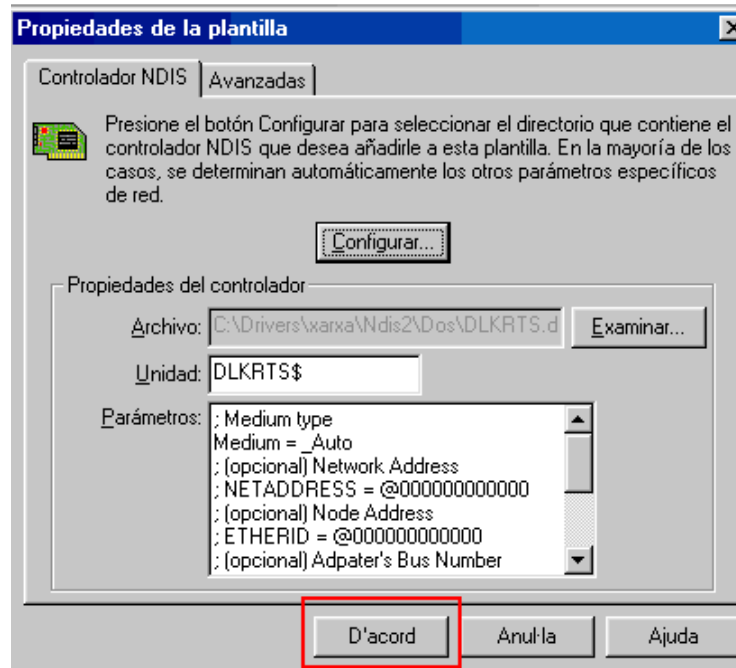 Propiedades de la plantilla
Controlador NDIS
Avanzadas
Presione el botón Configurar para seleccionar el directorio que contiene el
controlador NDIS que desea añadirle a esta plantilla. En la mayoría de los
casos, se determinan automáticamente los otros parámetros específicos
de red.
Configurar...
Propiedades del controlador
Archivo: C:\Drivers\xarxa\Ndis2\Dos\DLKRTS.d
Examinar...
Unidad: DLKRTS$
Parámetros: ; Medium type
Medium = _Auto
; (opcional) Network Address
; NETADDRESS = @000000000000
; (opcional) Node Address
; ETHERID = @000000000000
; (opcional) Adpater's Bus Number
D'acord
Anul·la
Ajuda